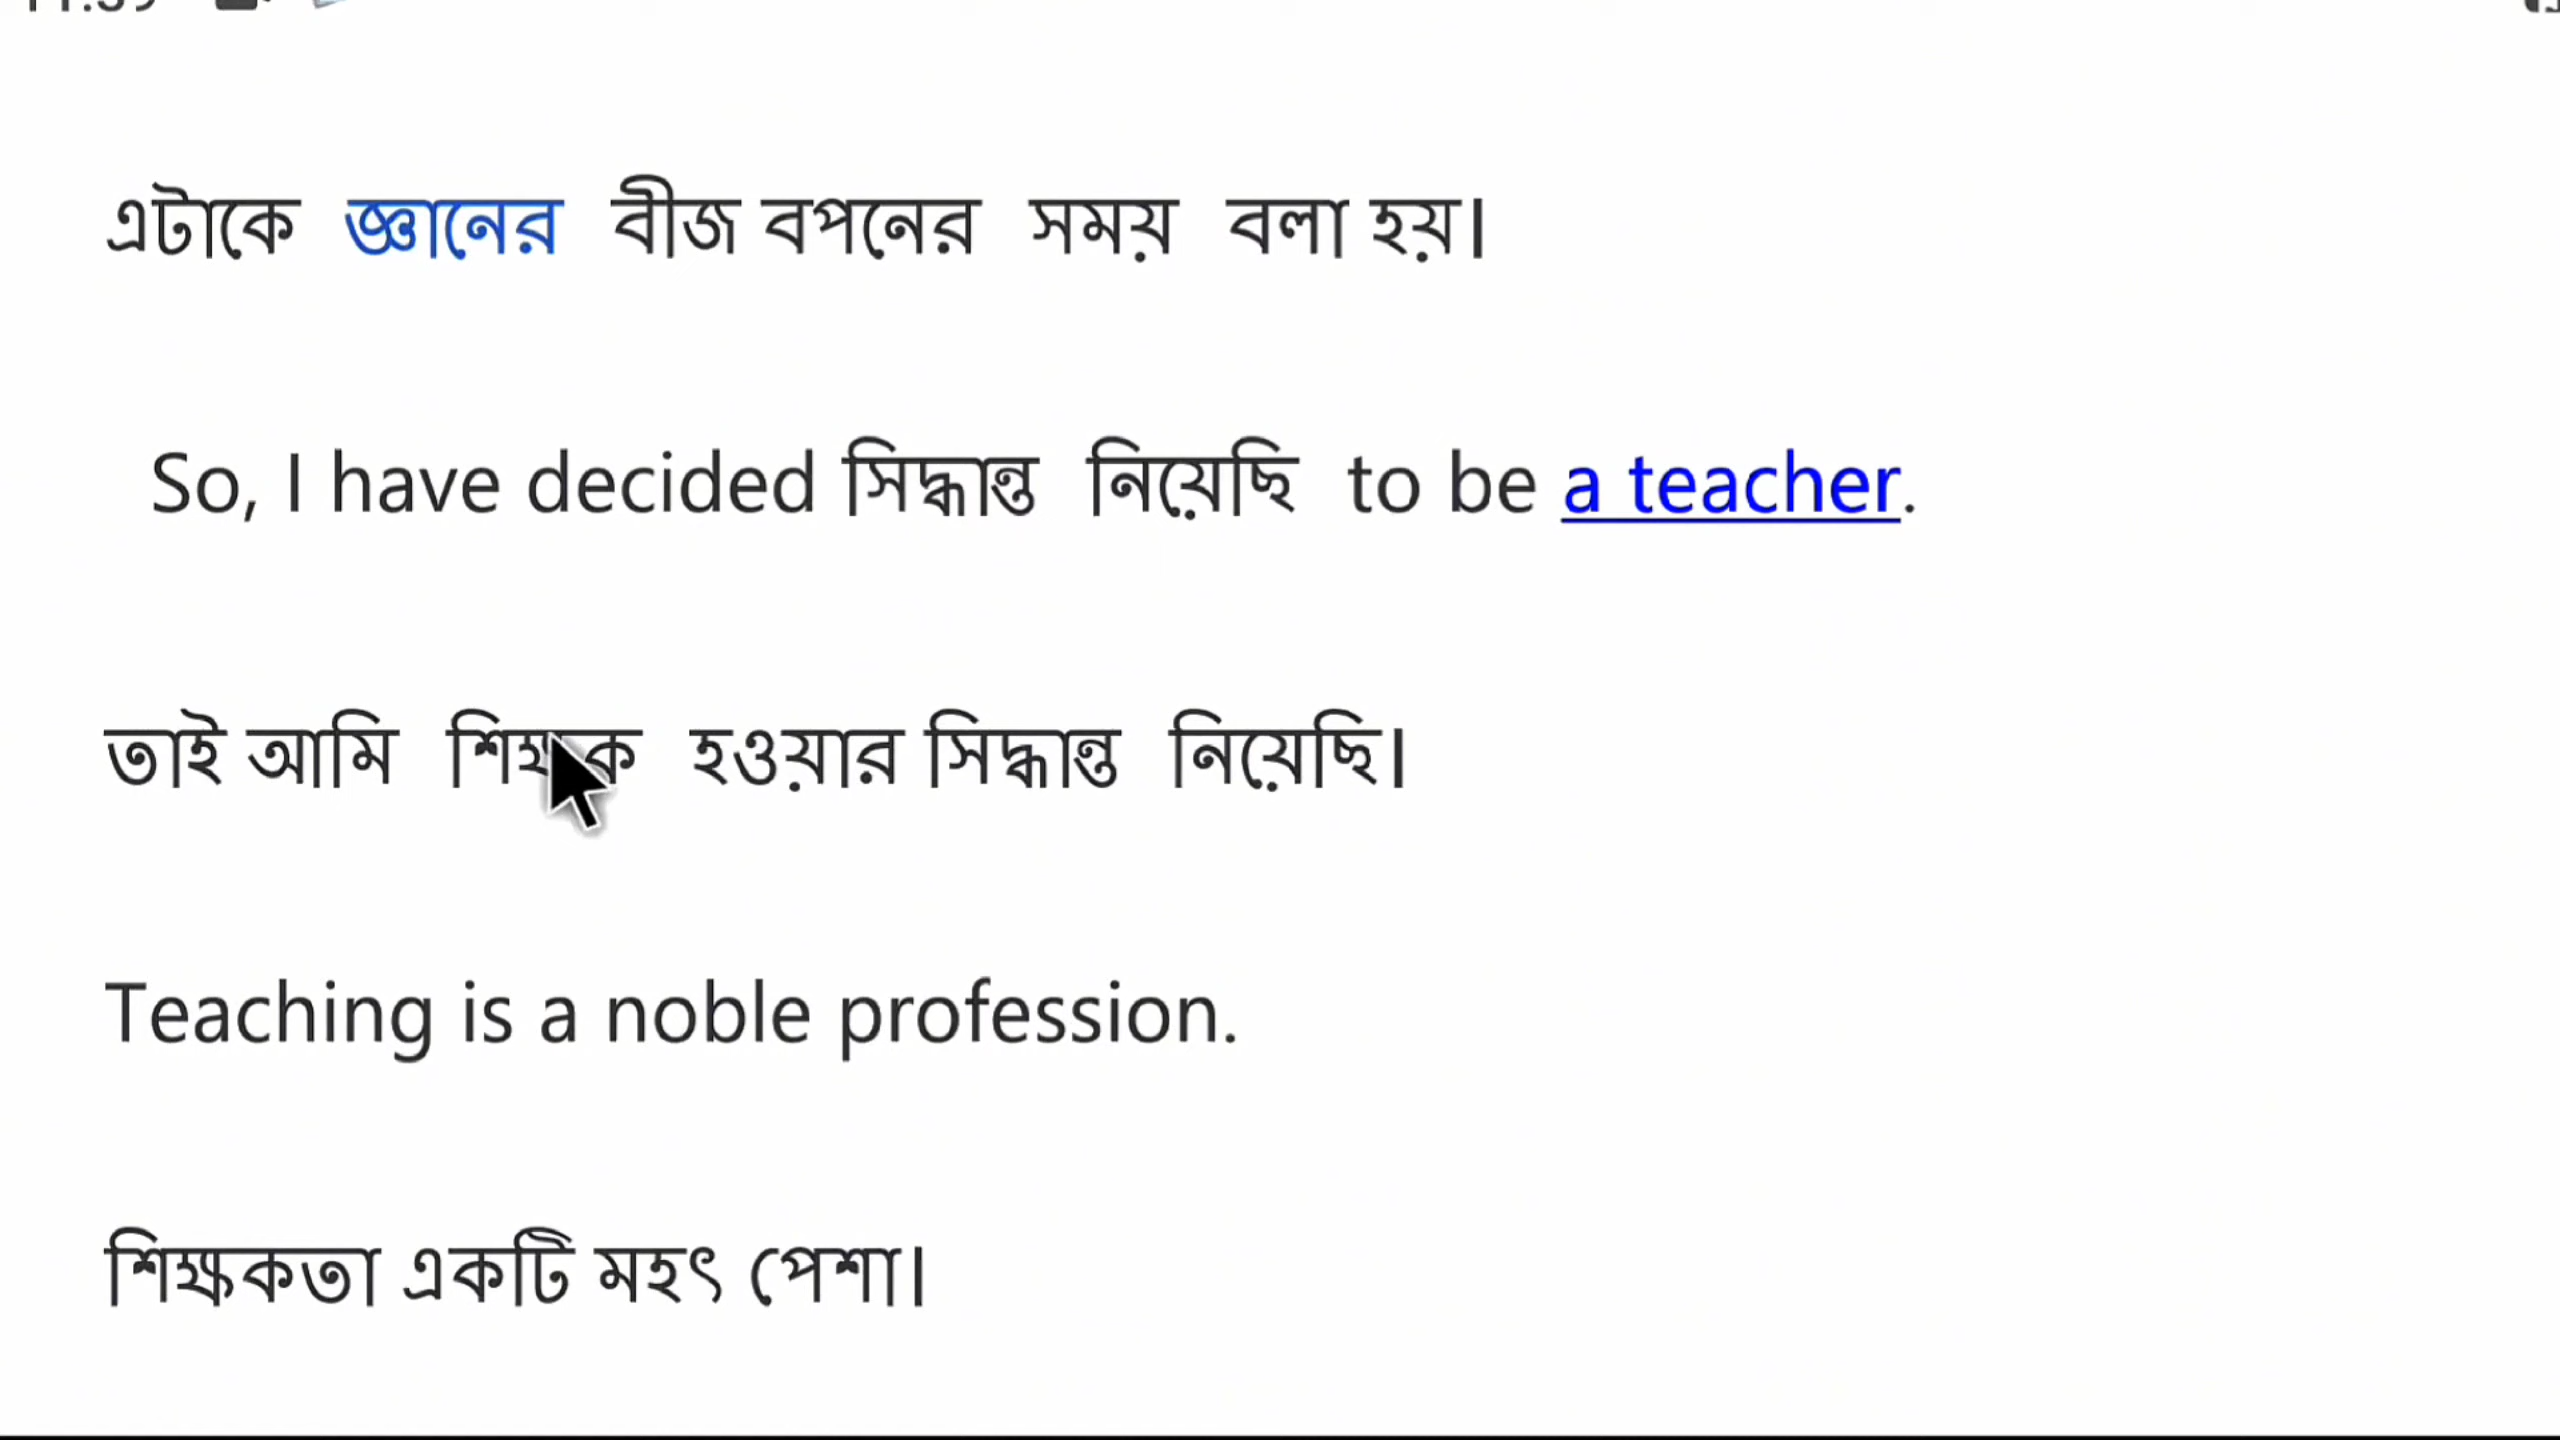 এটাকে জ্ঞানের বীজ বপনের সময় বলা হয়।
So, I have decided সিদ্ধান্ত নিয়েছি to be a teacher.
তাই আমি শিক্ষক হওয়ার সিদ্ধান্ত নিয়েছি।
Teaching is a noble profession.
শিক্ষকতা একটি মহৎ পেশা।